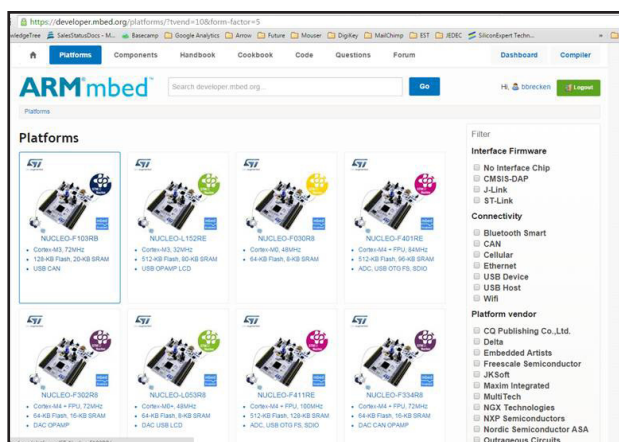 https://developer.mbed.org/platforms/?tvend=10&form-factor=5
wledgeTree SalesStatusDocs - M... Basecamp Google Analytics Arrow Future Mouser DigiKey MailChimp EST JEDEC SiliconExpert Techn... »
Platforms Components Handbook Cookbook Code Questions Forum Dashboard Compiler
ARM®mbed™ Search developer.mbed.org... Go Hi, bbrecken Logout
Platforms
Platforms
NUCLEO-F103RB
Cortex-M3, 72MHz
128-KB Flash, 20-KB SRAM
USB CAN
NUCLEO-L152RE
Cortex-M3, 32MHz
512-KB Flash, 80-KB SRAM
USB OPAMP LCD
NUCLEO-F030R8
Cortex-M0, 48MHz
64-KB Flash, 8-KB SRAM
NUCLEO-F401RE
Cortex-M4 + FPU, 84MHz
512-KB Flash, 96-KB SRAM
ADC, USB OTG FS, SDIO
NUCLEO-F302R8
Cortex-M4 + FPU, 72MHz
64-KB Flash, 16-KB SRAM
DAC OPAMP
NUCLEO-L053R8
Cortex-M0+, 48MHz
64-KB Flash, 8-KB SRAM
DAC USB LCD
NUCLEO-F411RE
Cortex-M4 + FPU, 100MHz
512-KB Flash, 128-KB SRAM
ADC, USB OTG FS, SDIO
NUCLEO-F334R8
Cortex-M4 + FPU, 72MHz
64-KB Flash, 16-KB SRAM
DAC CAN OPAMP
Filter
Interface Firmware
No Interface Chip
CMSIS-DAP
J-Link
ST-Link
Connectivity
Bluetooth Smart
CAN
Cellular
Ethernet
USB Device
USB Host
Wifi
Platform vendor
CQ Publishing Co.,Ltd.
Delta
Embedded Artists
Freescale Semiconductor
JKSoft
Maxim Integrated
MultiTech
NGX Technologies
NXP Semiconductors
Nordic Semiconductor ASA
Outrageous Circuits